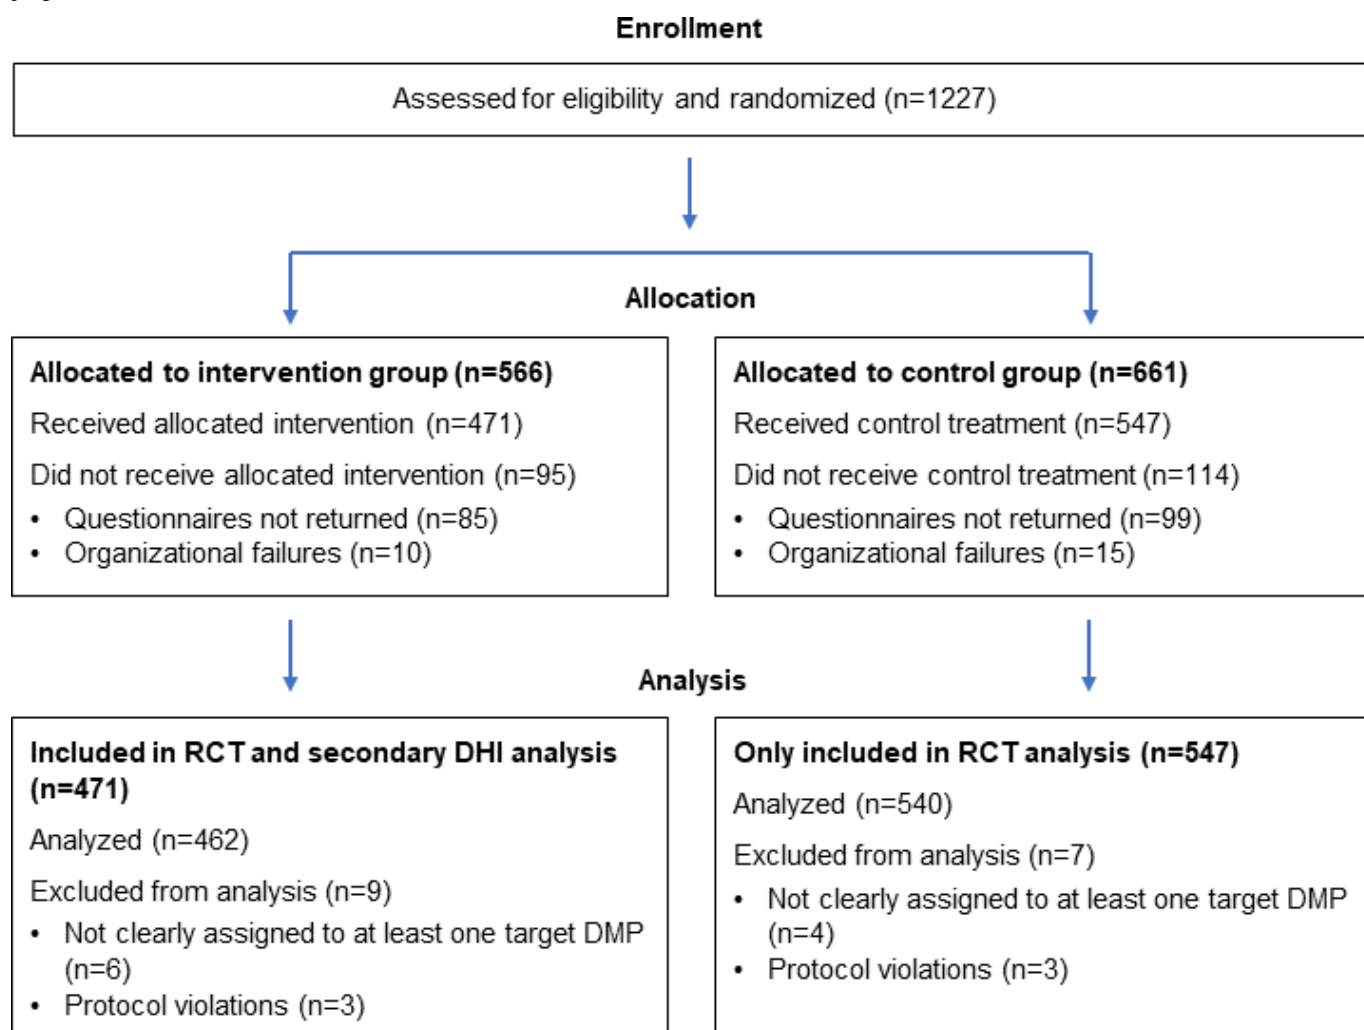 Enrollment
Assessed for eligibility and randomized (n=1227)
Allocation
Allocated to intervention group (n=566)
Received allocated intervention (n=471)
Did not receive allocated intervention (n=95)
• Questionnaires not returned (n=85)
• Organizational failures (n=10)
Allocated to control group (n=661)
Received control treatment (n=547)
Did not receive control treatment (n=114)
• Questionnaires not returned (n=99)
• Organizational failures (n=15)
Analysis
Included in RCT and secondary DHI analysis
(n=471)
Analyzed (n=462)
Excluded from analysis (n=9)
• Not clearly assigned to at least one target DMP
(n=6)
• Protocol violations (n=3)
Only included in RCT analysis (n=547)
Analyzed (n=540)
Excluded from analysis (n=7)
• Not clearly assigned to at least one target DMP
(n=4)
• Protocol violations (n=3)